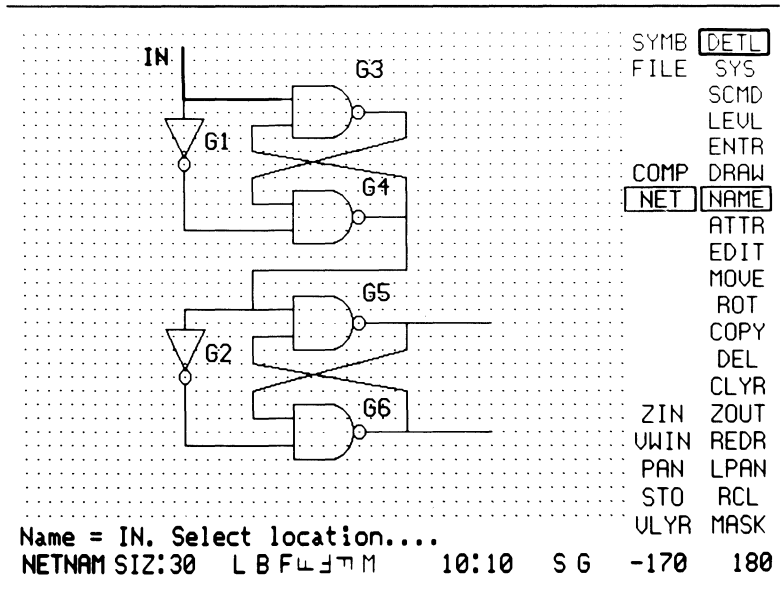 IN
G3
G1
G4
G5
G2
G6
SYMB DETL
FILE SYS
SCMD
LEVL
ENTR
COMP DRAW
NET NAME
ATTR
EDIT
MOVE
ROT
COPY
DEL
CLYR
ZIN ZOUT
VWIN REDR
PAN LPAN
STO RCL
VLYR MASK
Name = IN. Select location....
NETNAM SIZ:30 L B F M 10:10 S G -170 180